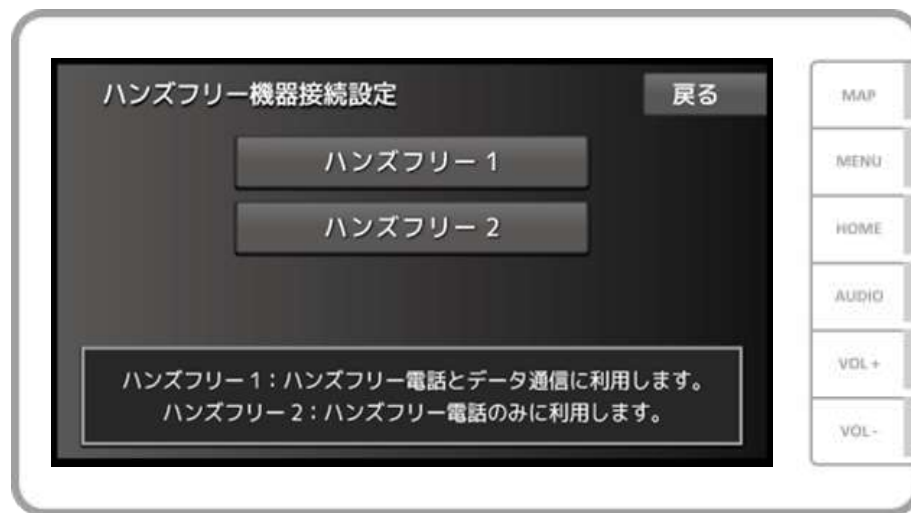 ハンズフリー機器接続設定
戻る
ハンズフリー 1
ハンズフリー 2
ハンズフリー 1：ハンズフリー電話とデータ通信に利用します。
ハンズフリー 2：ハンズフリー電話のみに利用します。
MAP
MENU
HOME
AUDIO
VOL +
VOL -